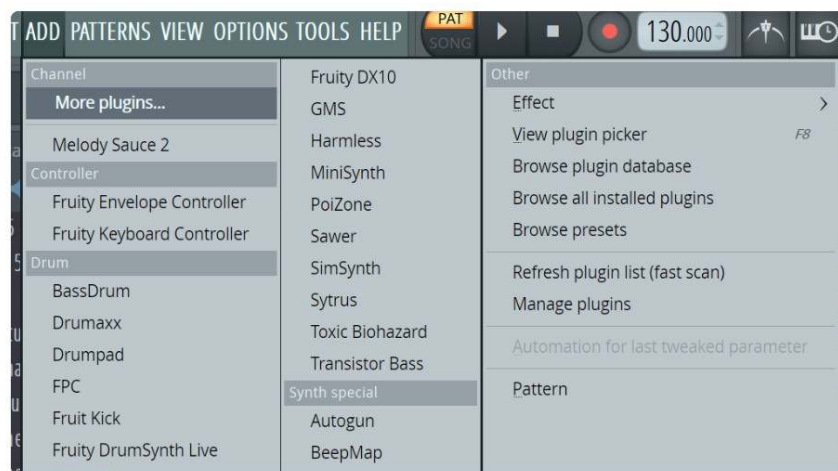 ADD PATTERNS VIEW OPTIONS TOOLS HELP
PAT
SONG
130.000
Channel
More plugins...
Melody Sauce 2
Controller
Fruity Envelope Controller
Fruity Keyboard Controller
Drum
BassDrum
Drumaxx
Drumpad
FPC
Fruit Kick
Fruity DrumSynth Live
Fruity DX10
GMS
Harmless
MiniSynth
PoiZone
Sawer
SimSynth
Sytrus
Toxic Biohazard
Transistor Bass
Synth special
Autogun
BeepMap
Other
Effect
View plugin picker F8
Browse plugin database
Browse all installed plugins
Browse presets
Refresh plugin list (fast scan)
Manage plugins
Automation for last tweaked parameter
Pattern